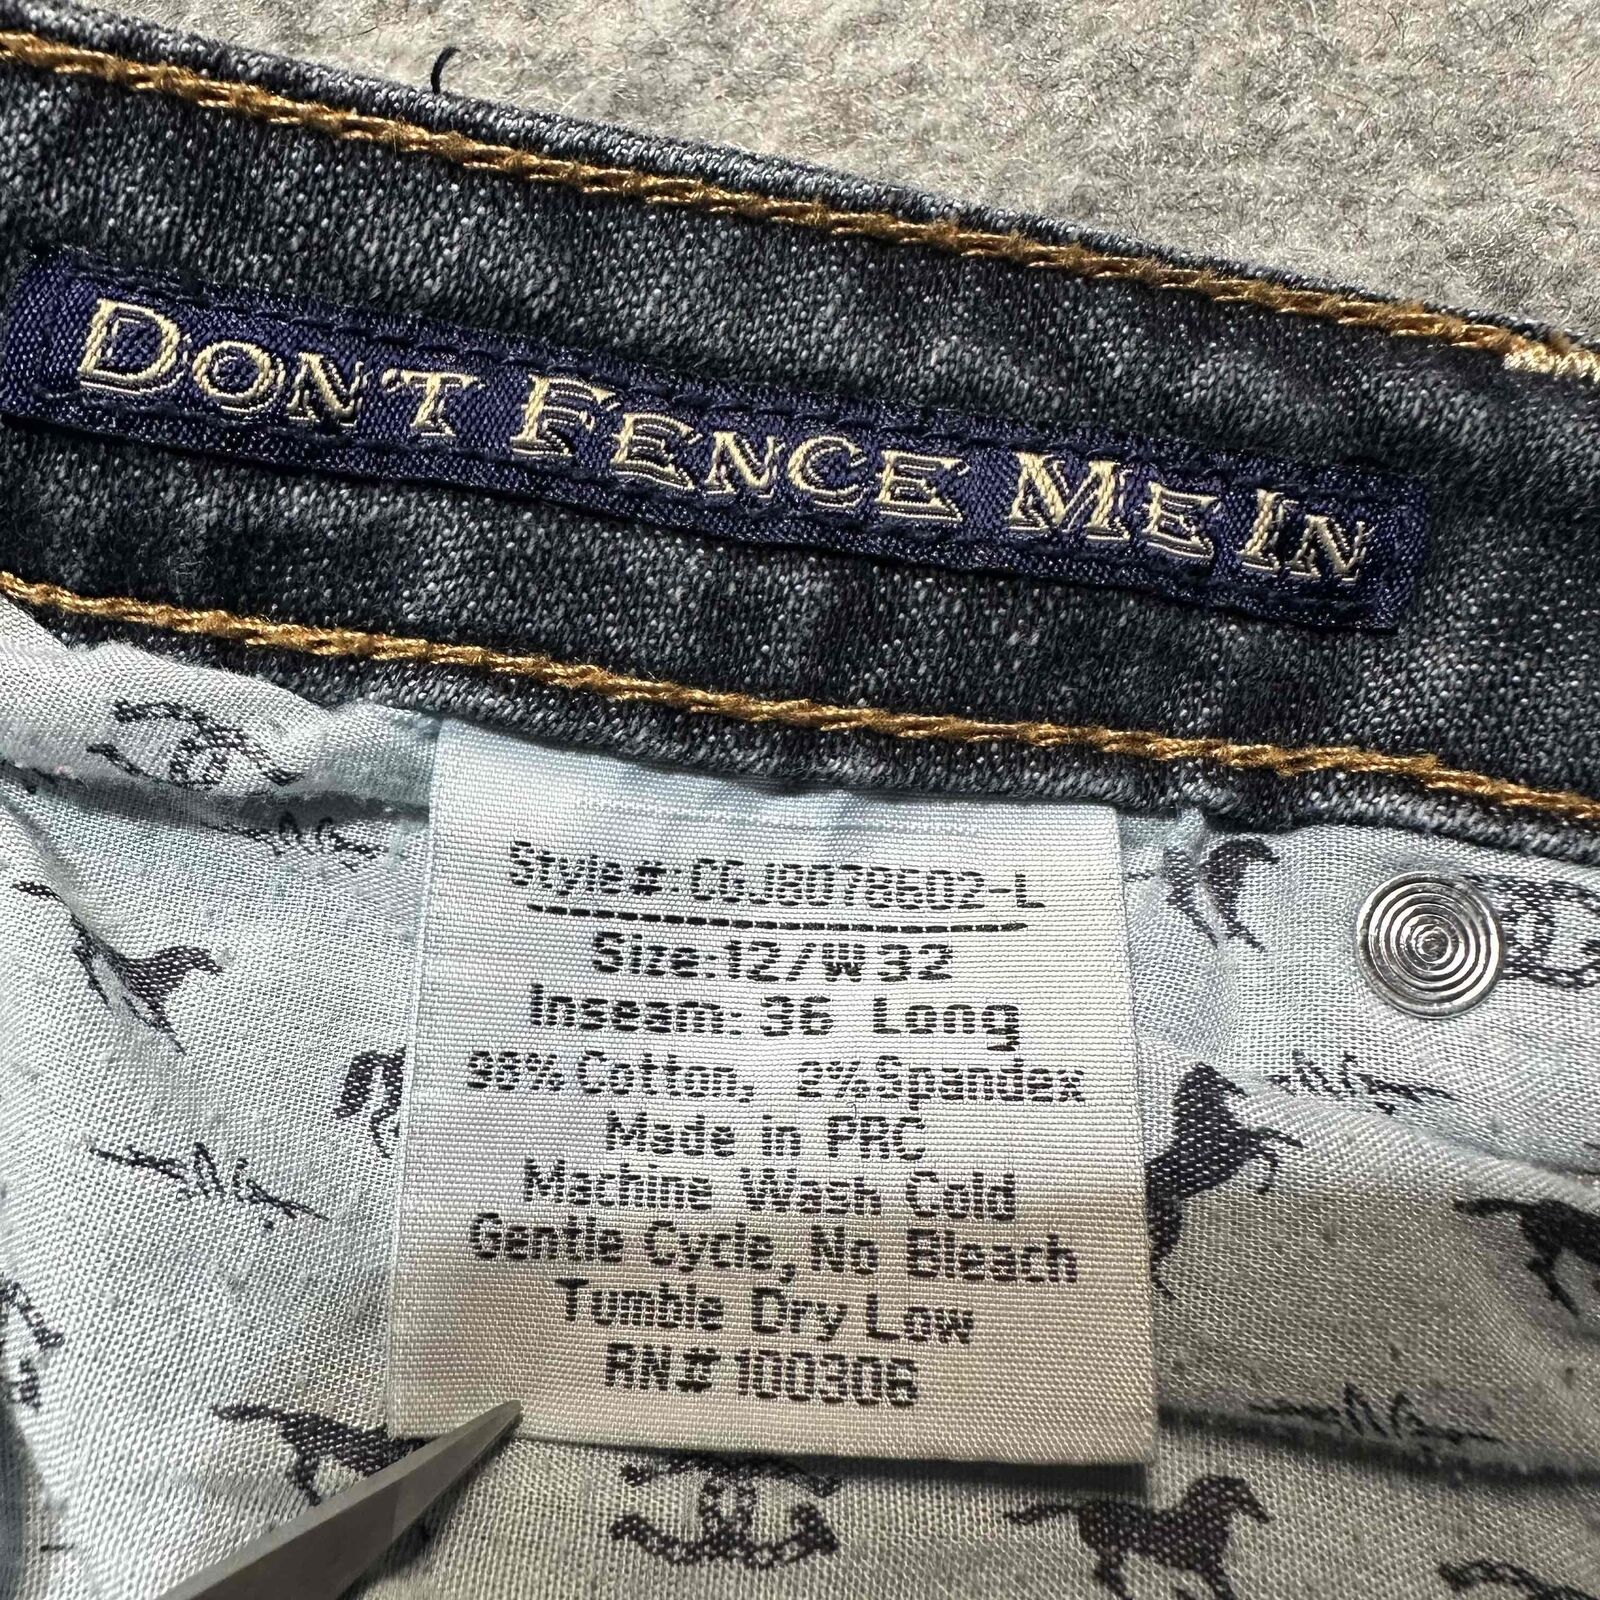 DON'T FENCE ME IN
Style#:CGJ8078602-L
Size:12/W32
Inseam: 36 Long
98% Cotton, 2%Spandex
Made in PRC
Machine Wash Cold
Gentle Cycle, No Bleach
Tumble Dry Low
RN# 100306